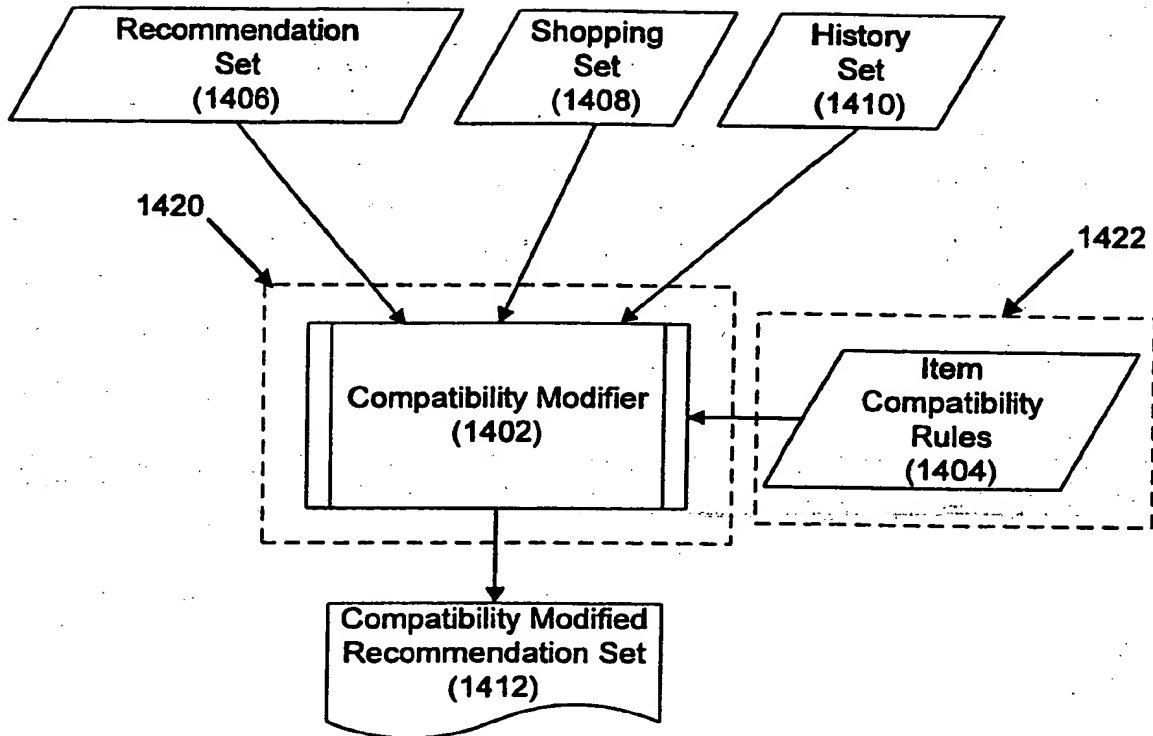 Recommendation
Set
(1406)
Shopping
Set
(1408)
History
Set
(1410)
1420
1422
Compatibility Modifier
(1402)
Item
Compatibility
Rules
(1404)
Compatibility Modified
Recommendation Set
(1412)